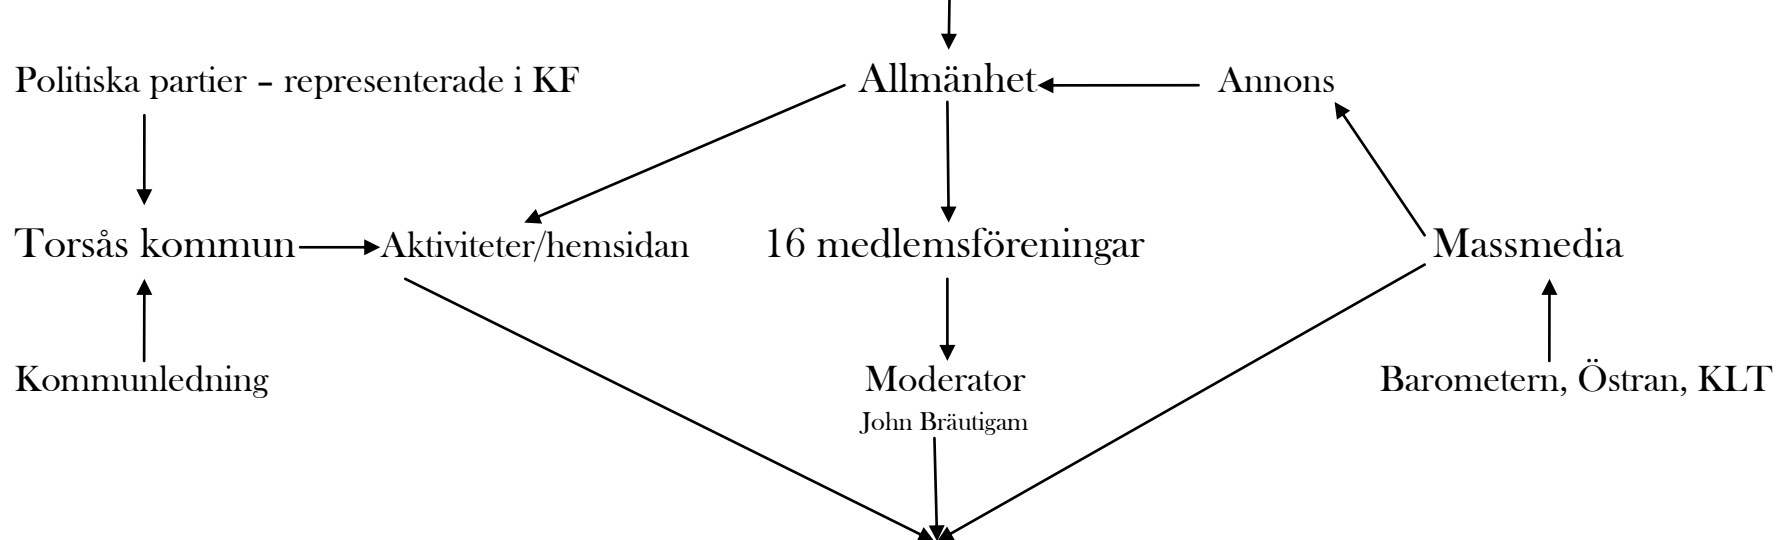 Politiska partier – representerade i KF
Allmänhet
Annons
Torsås kommun
Aktiviteter/hemsidan
16 medlemsföreningar
Massmedia
Kommunledning
Moderator
John Bräutigam
Barometern, Östran, KLT